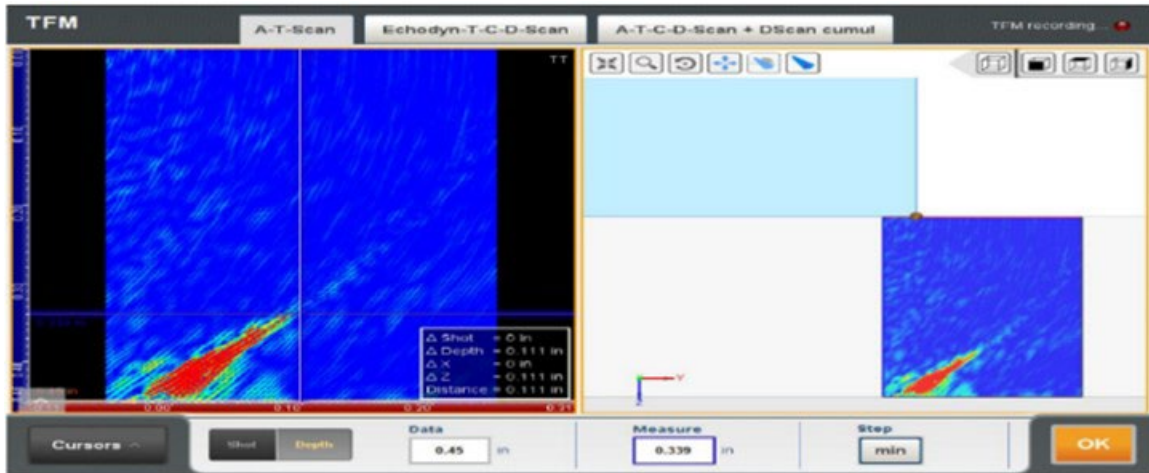 TFM
A-T-Scan
Echodyn-T-C-D-Scan
A-T-C-D-Scan + DScan cumul
TFM recording...
TT
Δ Shot = 0 in
Δ Depth = 0.111 in
Δ X = 0 in
Δ Z = 0.111 in
Distance = 0.111 in
0.00
0.10
0.20
0.31
Y
Z
Cursors
Shot
Depth
Data
0.45 in
Measure
0.339 in
Step
min
OK